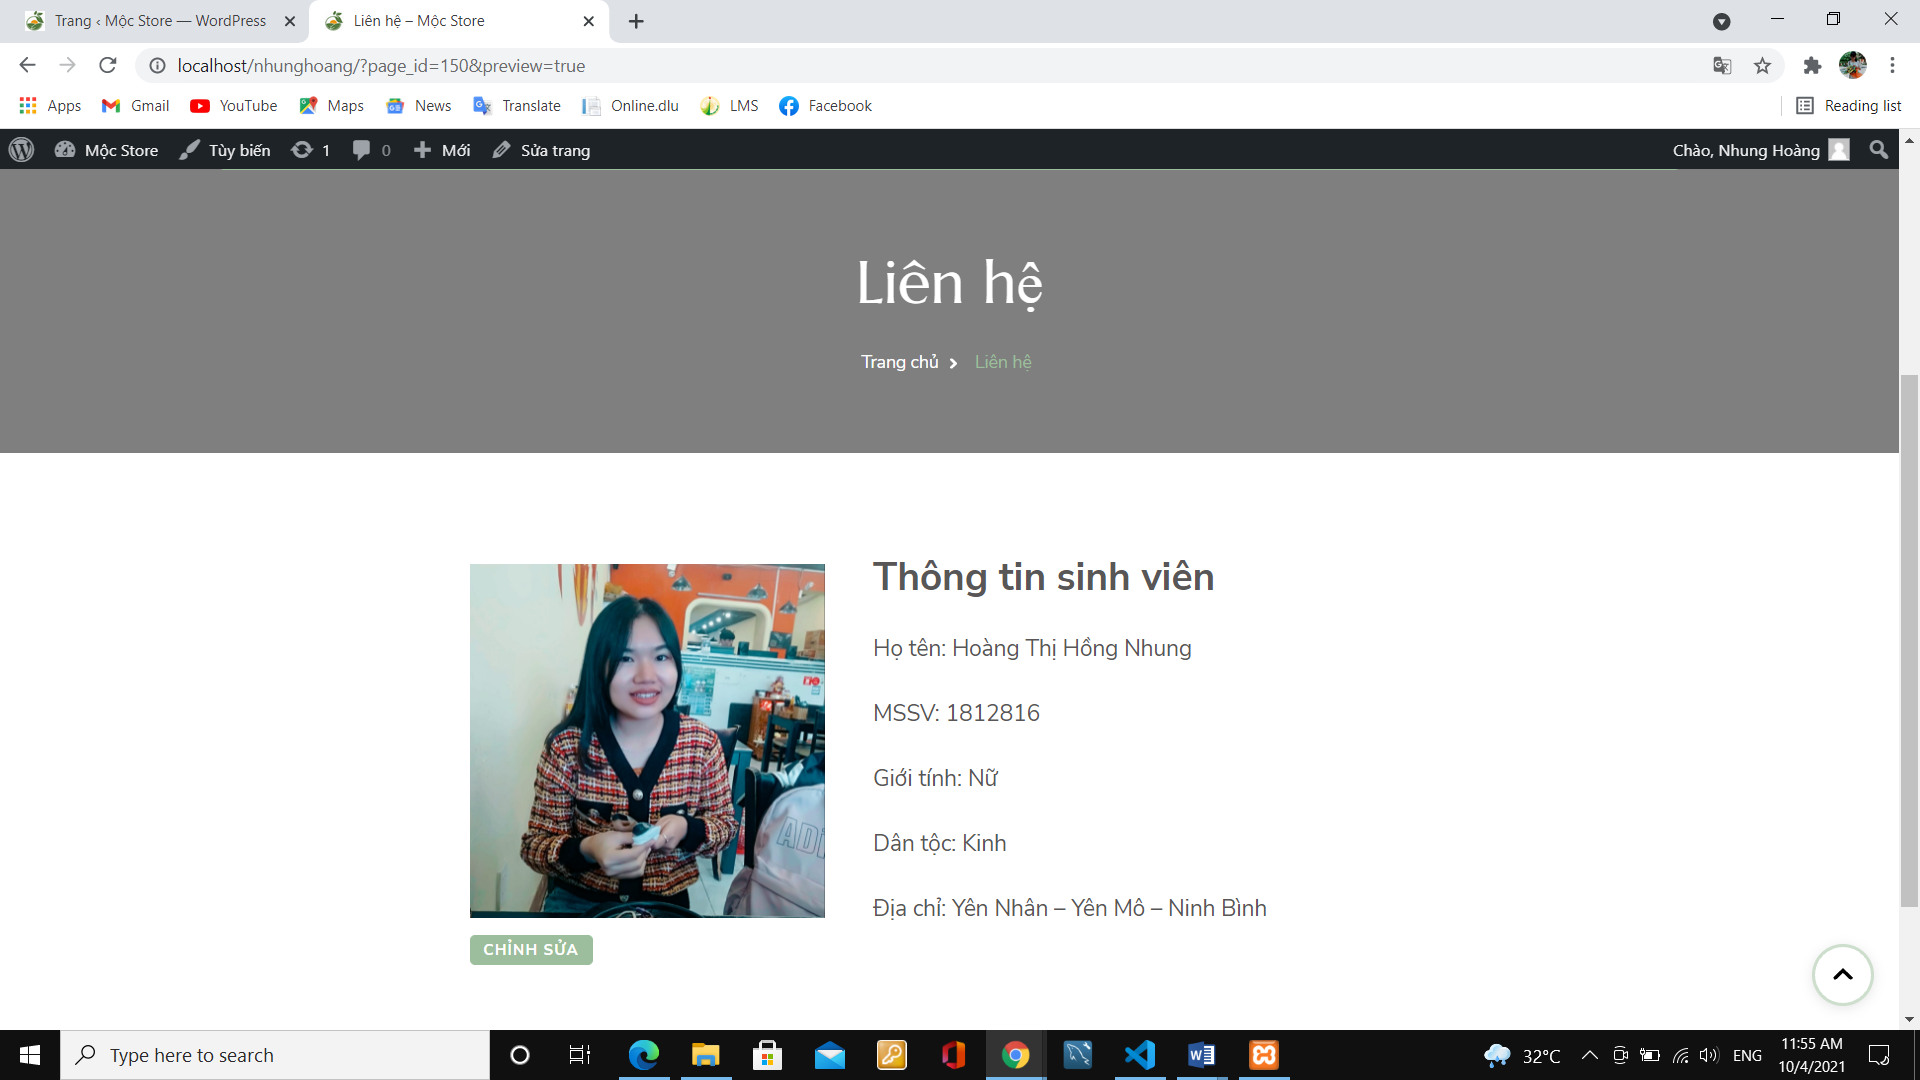 Trang ‹ Mộc Store — WordPress
Liên hệ – Mộc Store
localhost/nhunghoang/?page_id=150&preview=true
Apps
Gmail
YouTube
Maps
News
Translate
Online.dlu
LMS
Facebook
Reading list
Mộc Store
Tùy biến
1
0
Mới
Sửa trang
Chào, Nhung Hoàng
Liên hệ
Trang chủ
Liên hệ
Thông tin sinh viên
Họ tên: Hoàng Thị Hồng Nhung
MSSV: 1812816
Giới tính: Nữ
Dân tộc: Kinh
Địa chỉ: Yên Nhân – Yên Mô – Ninh Bình
CHỈNH SỬA
Type here to search
32°C
ENG
11:55 AM
10/4/2021